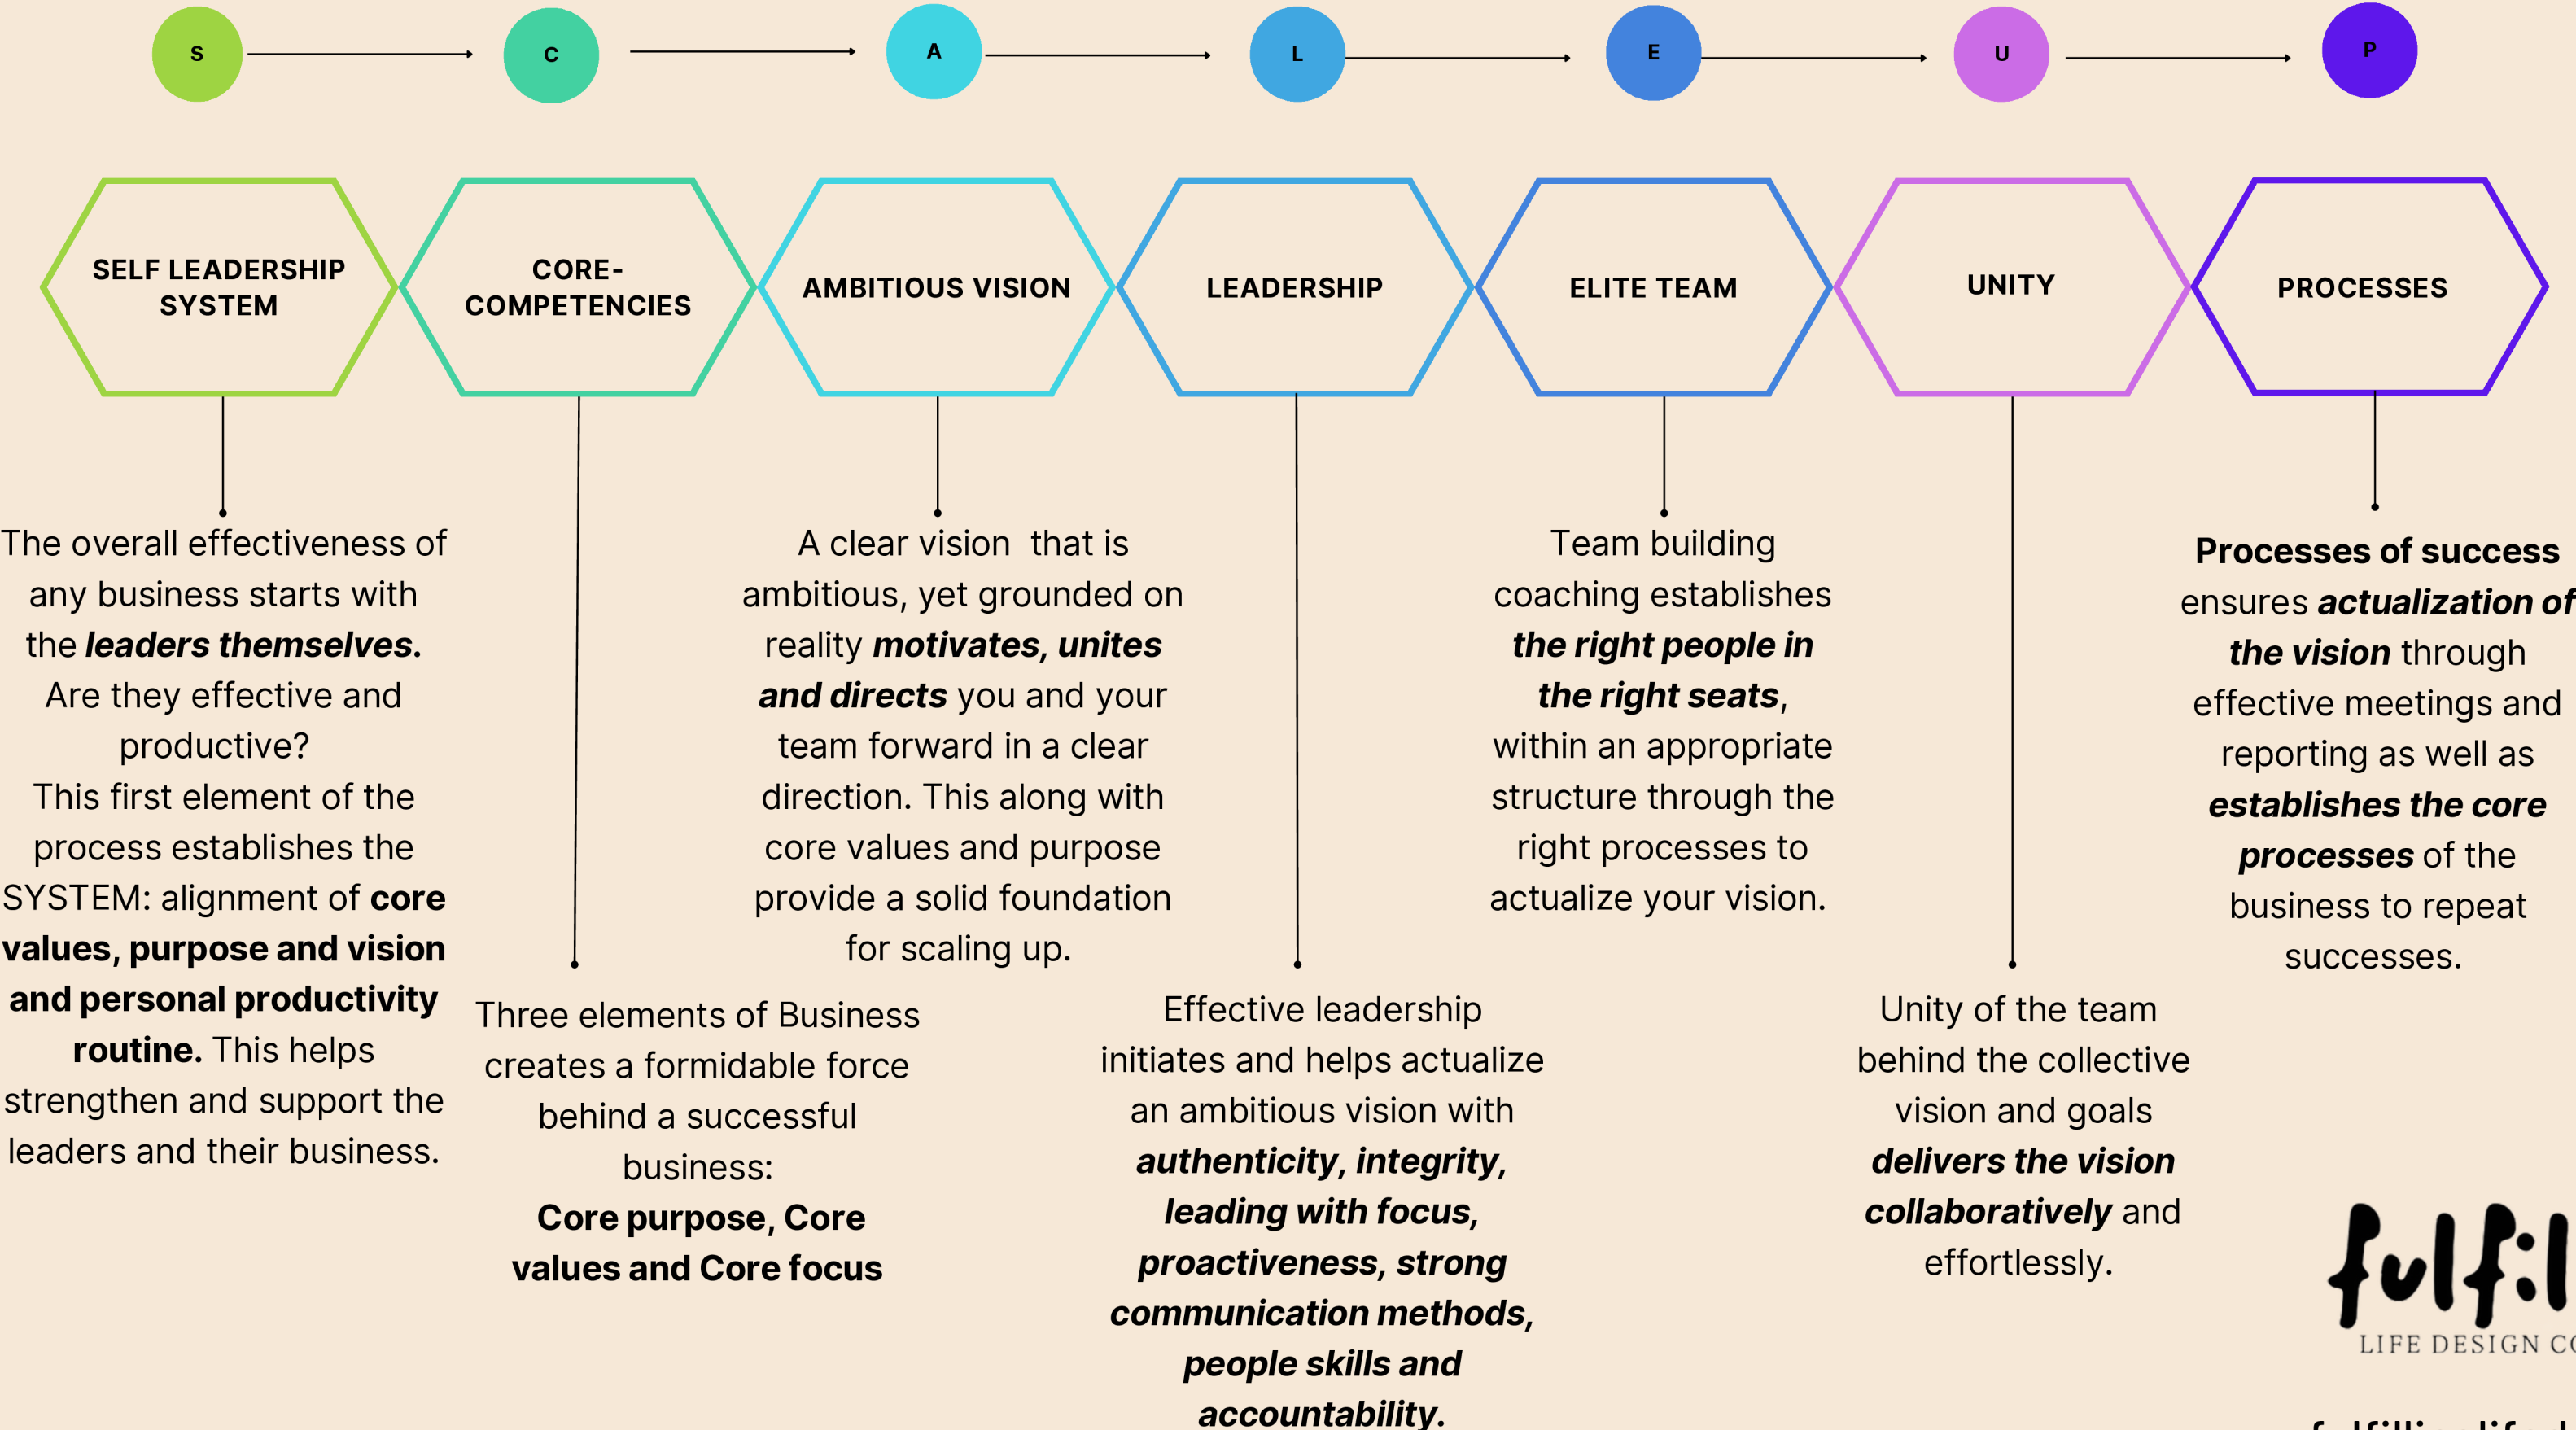 S
C
A
L
E
U
P
SELF LEADERSHIP
SYSTEM
CORE-
COMPETENCIES
AMBITIOUS VISION
LEADERSHIP
ELITE TEAM
UNITY
PROCESSES
The overall effectiveness of
any business starts with
the leaders themselves.
Are they effective and
productive?
This first element of the
process establishes the
SYSTEM: alignment of core
values, purpose and vision
and personal productivity
routine. This helps
strengthen and support the
leaders and their business.
Three elements of Business
creates a formidable force
behind a successful
business:
Core purpose, Core
values and Core focus
A clear vision  that is
ambitious, yet grounded on
reality motivates, unites
and directs you and your
team forward in a clear
direction. This along with
core values and purpose
provide a solid foundation
for scaling up.
Effective leadership
initiates and helps actualize
an ambitious vision with
authenticity, integrity,
leading with focus,
proactiveness, strong
communication methods,
people skills and
accountability.
Team building
coaching establishes
the right people in
the right seats,
within an appropriate
structure through the
right processes to
actualize your vision.
Unity of the team
behind the collective
vision and goals
delivers the vision
collaboratively and
effortlessly.
Processes of success
ensures actualization of
the vision through
effective meetings and
reporting as well as
establishes the core
processes of the
business to repeat
successes.
LIFE DESIGN